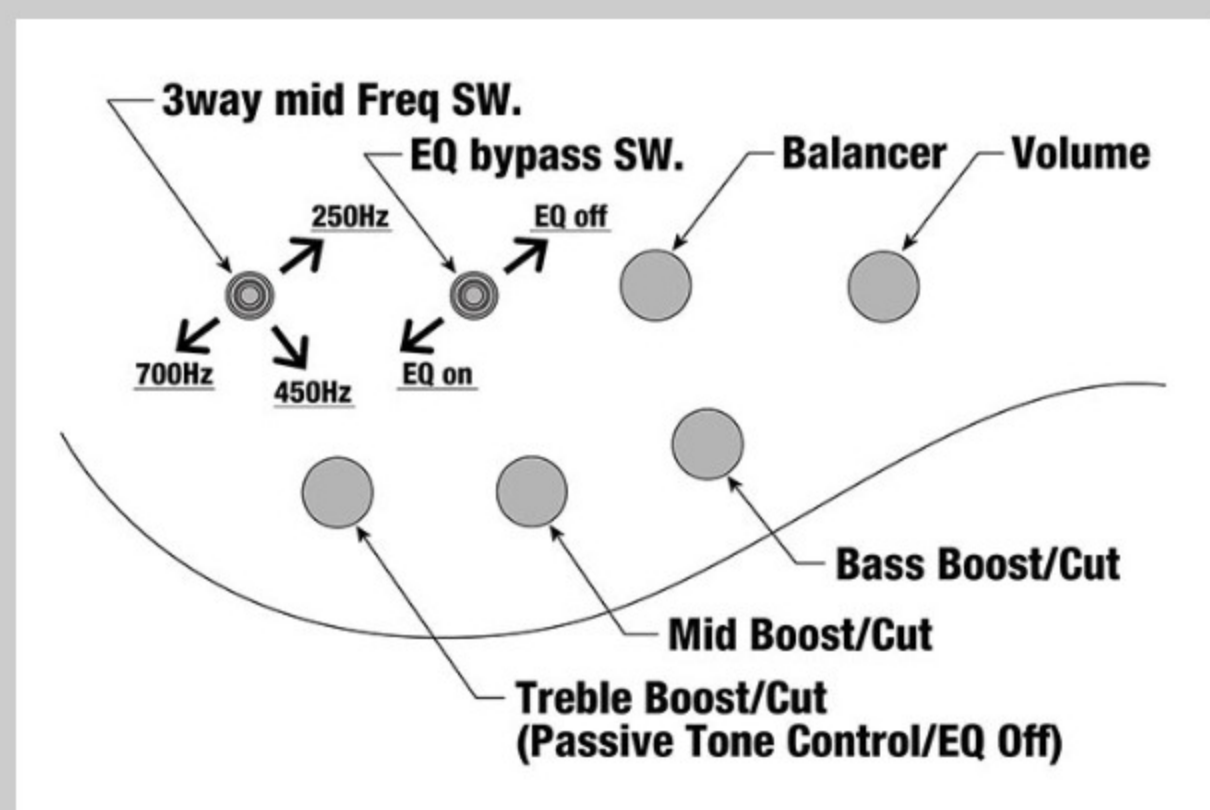 3way mid Freq SW.
EQ bypass SW.
Balancer
Volume
250Hz
EQ off
700Hz
450Hz
EQ on
Bass Boost/Cut
Mid Boost/Cut
Treble Boost/Cut
(Passive Tone Control/EQ Off)